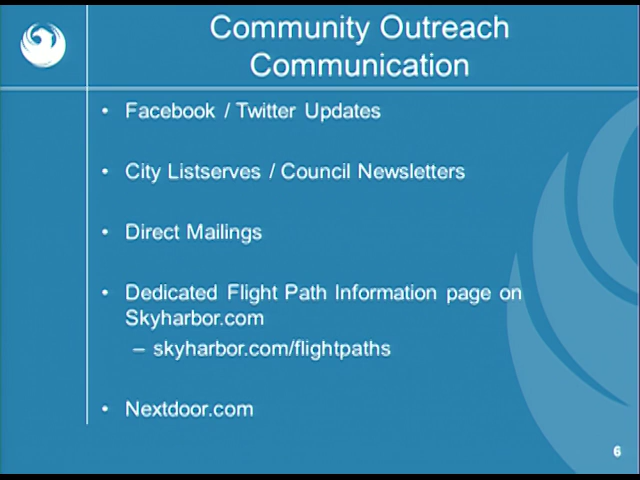 Community Outreach
Communication
• Facebook / Twitter Updates
• City Listserves / Council Newsletters
• Direct Mailings
• Dedicated Flight Path Information page on
Skyharbor.com
– skyharbor.com/flightpaths
• Nextdoor.com
6